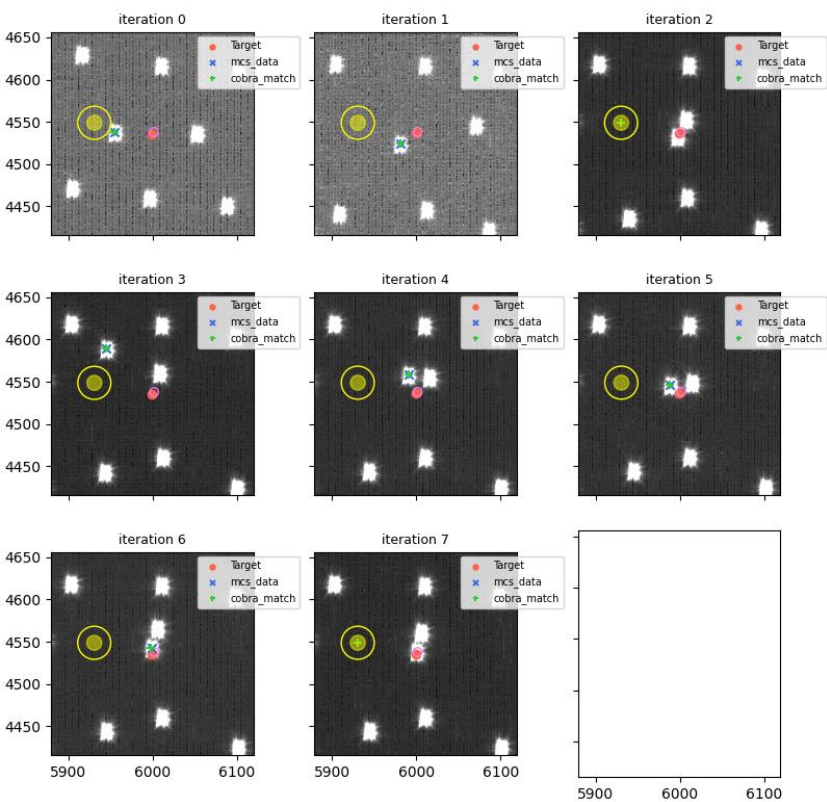 iteration 0
iteration 1
iteration 2
4650
4600
4550
4500
4450
Target
mcs_data
cobra_match
Target
mcs_data
cobra_match
Target
mcs_data
cobra_match
iteration 3
iteration 4
iteration 5
4650
4600
4550
4500
4450
Target
mcs_data
cobra_match
Target
mcs_data
cobra_match
Target
mcs_data
cobra_match
iteration 6
iteration 7
4650
4600
4550
4500
4450
Target
mcs_data
cobra_match
Target
mcs_data
cobra_match
5900 6000 6100
5900 6000 6100
5900 6000 6100